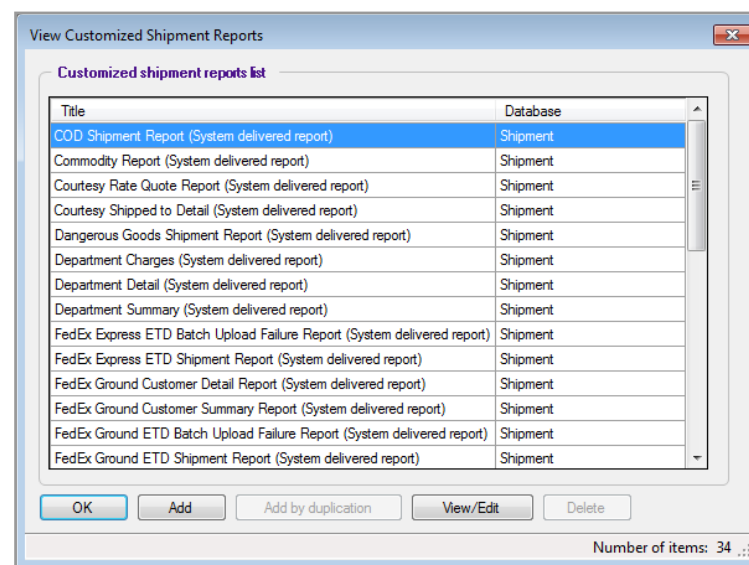 View Customized Shipment Reports
Customized shipment reports list
Title Database
COD Shipment Report (System delivered report) Shipment
Commodity Report (System delivered report) Shipment
Courtesy Rate Quote Report (System delivered report) Shipment
Courtesy Shipped to Detail (System delivered report) Shipment
Dangerous Goods Shipment Report (System delivered report) Shipment
Department Charges (System delivered report) Shipment
Department Detail (System delivered report) Shipment
Department Summary (System delivered report) Shipment
FedEx Express ETD Batch Upload Failure Report (System delivered report) Shipment
FedEx Express ETD Shipment Report (System delivered report) Shipment
FedEx Ground Customer Detail Report (System delivered report) Shipment
FedEx Ground Customer Summary Report (System delivered report) Shipment
FedEx Ground ETD Batch Upload Failure Report (System delivered report) Shipment
FedEx Ground ETD Shipment Report (System delivered report) Shipment
OK Add Add by duplication View/Edit Delete
Number of items: 34